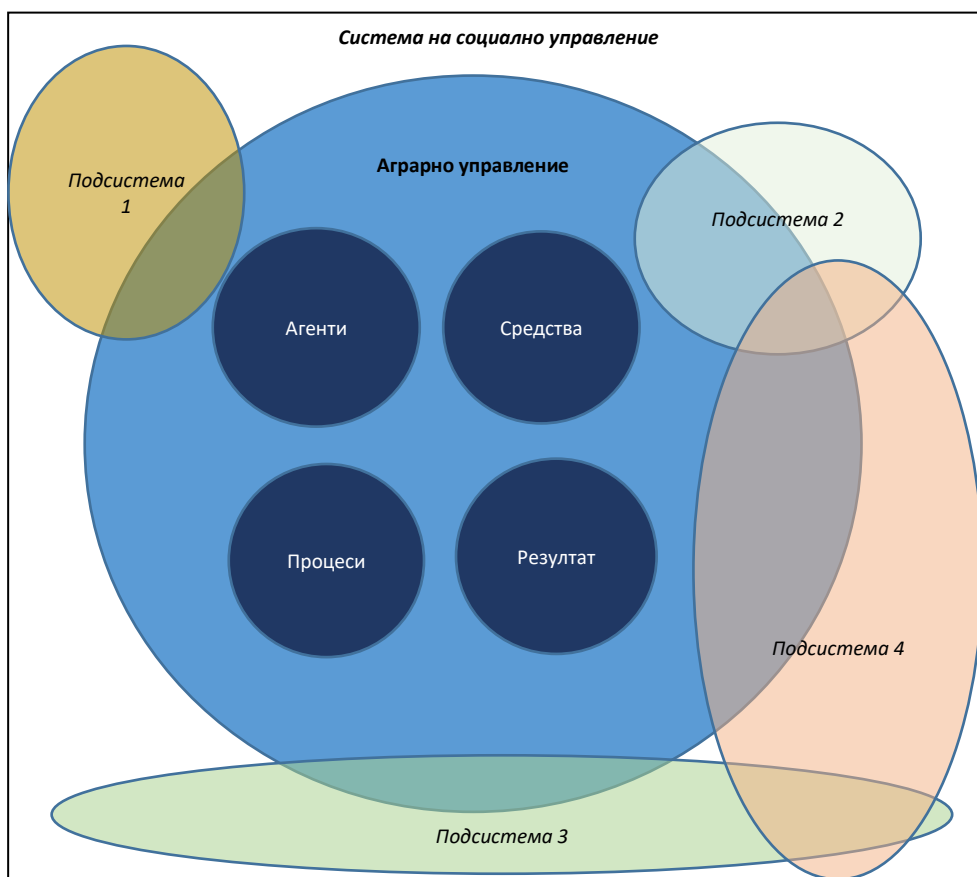 Система на социално управление
Аграрно управление
Подсистема
1
Подсистема 2
Агенти
Средства
Процеси
Резултат
Подсистема 4
Подсистема 3